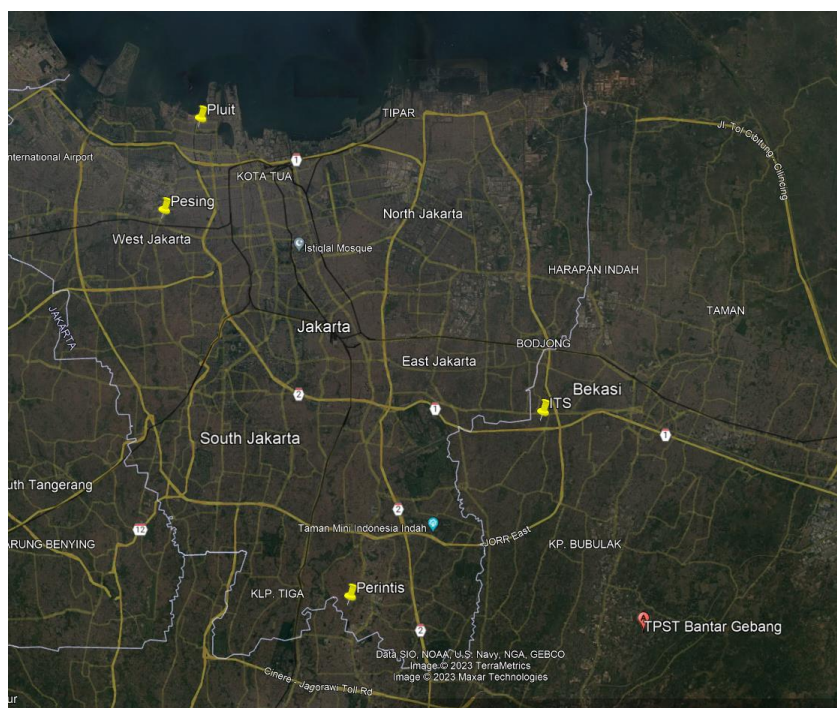 Pluit
TIPAR
Jl. Tol Cibitung - Cilincing
International Airport
1
KOTA TUA
Pesing
North Jakarta
West Jakarta
Istiqlal Mosque
HARAPAN INDAH
JAKARTA
TAMAN
Jakarta
BODJONG
East Jakarta
Bekasi
2
1
ITS
South Jakarta
1
uth Tangerang
2
12
Taman Mini Indonesia Indah
ARUNG BENYING
JORR East
KP. BUBULAK
KLP. TIGA
Perintis
2
TPST Bantar Gebang
Data SIO, NOAA, U.S. Navy, NGA, GEBCO
Image © 2023 TerraMetrics
Image © 2023 Maxar Technologies
Cinere - Jagorawi Toll Rd
ur